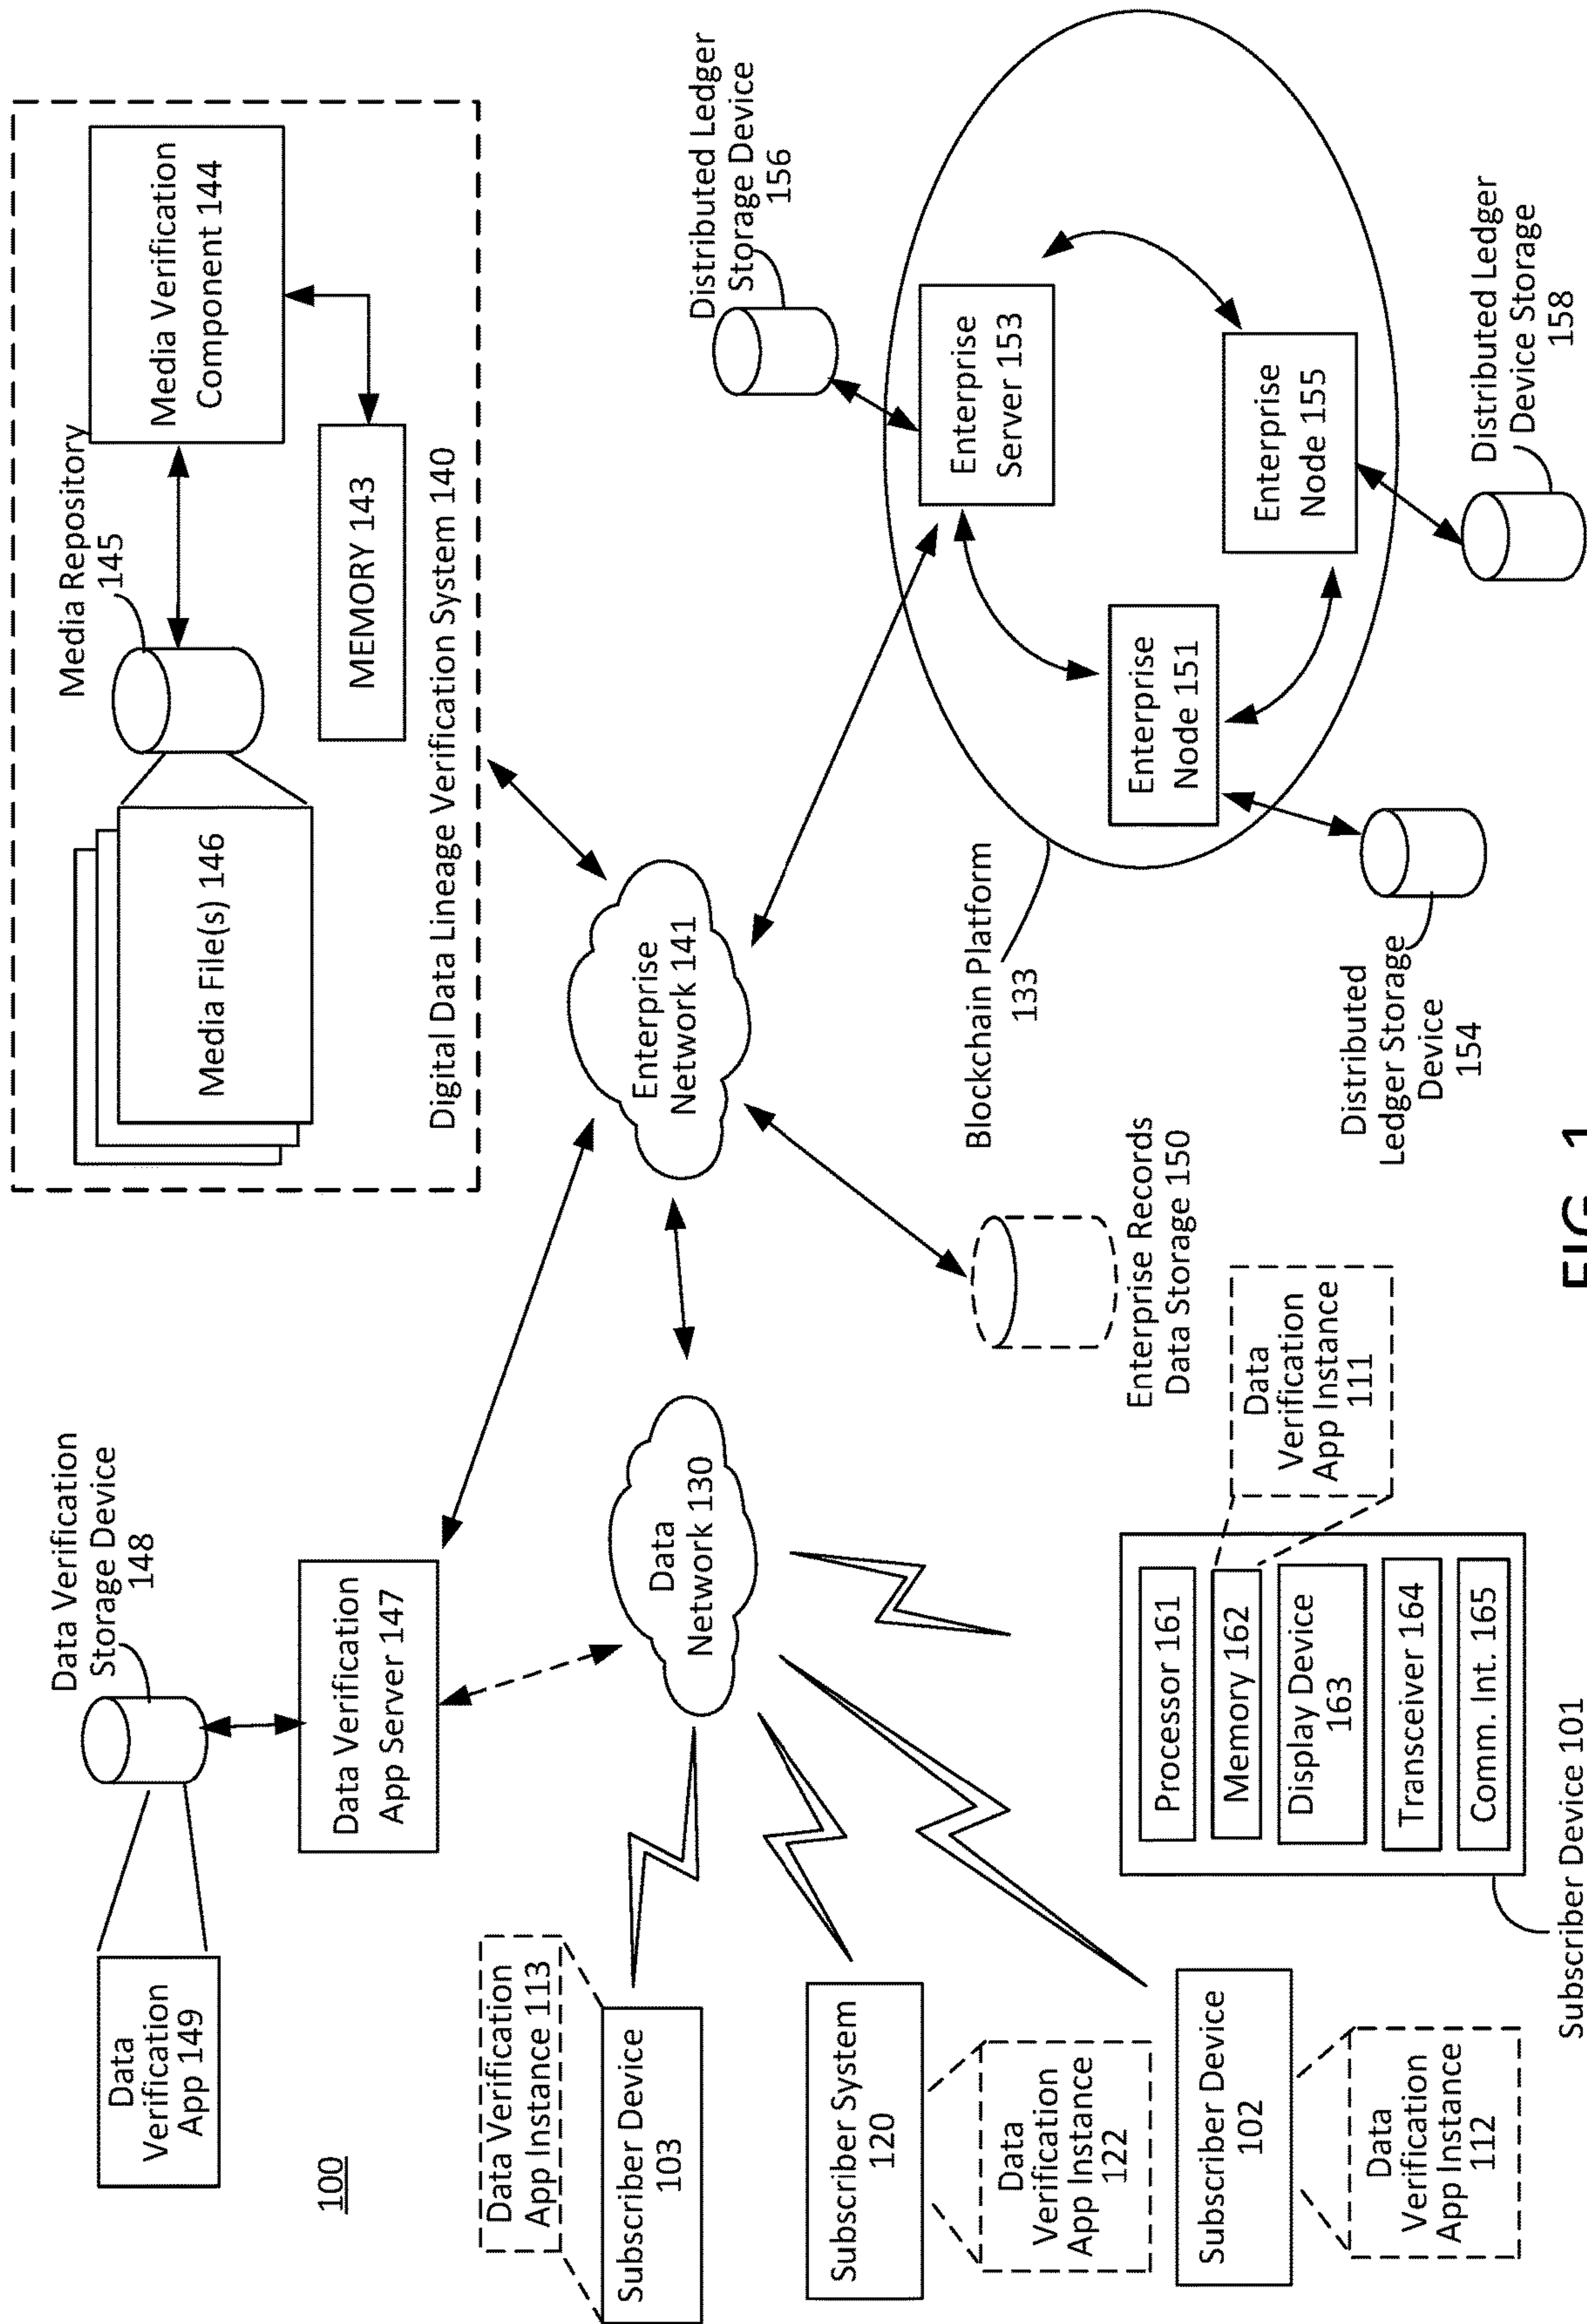 100
Data
Verification
App 149
Data Verification
Storage Device
148
Data Verification
App Server 147
Media File(s) 146
Media Repository
145
Media Verification
Component 144
MEMORY 143
Digital Data Lineage Verification System 140
Data Verification
App Instance 113
Subscriber Device
103
Subscriber System
120
Data
Verification
App Instance
122
Subscriber Device
102
Data
Verification
App Instance
112
Data
Network 130
Enterprise
Network 141
Enterprise Records
Data Storage 150
Processor 161
Memory 162
Display Device
163
Transceiver 164
Comm. Int. 165
Subscriber Device 101
Data
Verification
App Instance
111
Blockchain Platform
133
Distributed Ledger
Storage Device
156
Enterprise
Server 153
Enterprise
Node 151
Enterprise
Node 155
Distributed
Ledger Storage
Device
154
Distributed Ledger
Device Storage
158
FIG. 1